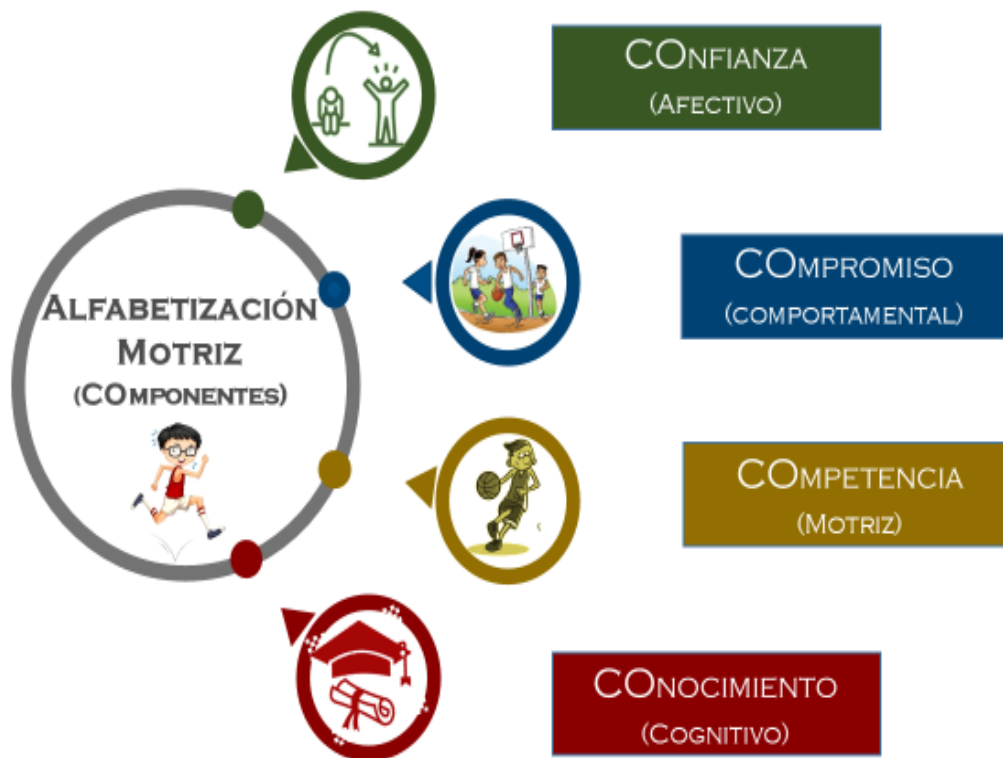 COnfianza
(Afectivo)
Alfabetización
Motriz
(COmponentes)
COmpromiso
(comportamental)
COmpetencia
(Motriz)
COnocimiento
(Cognitivo)